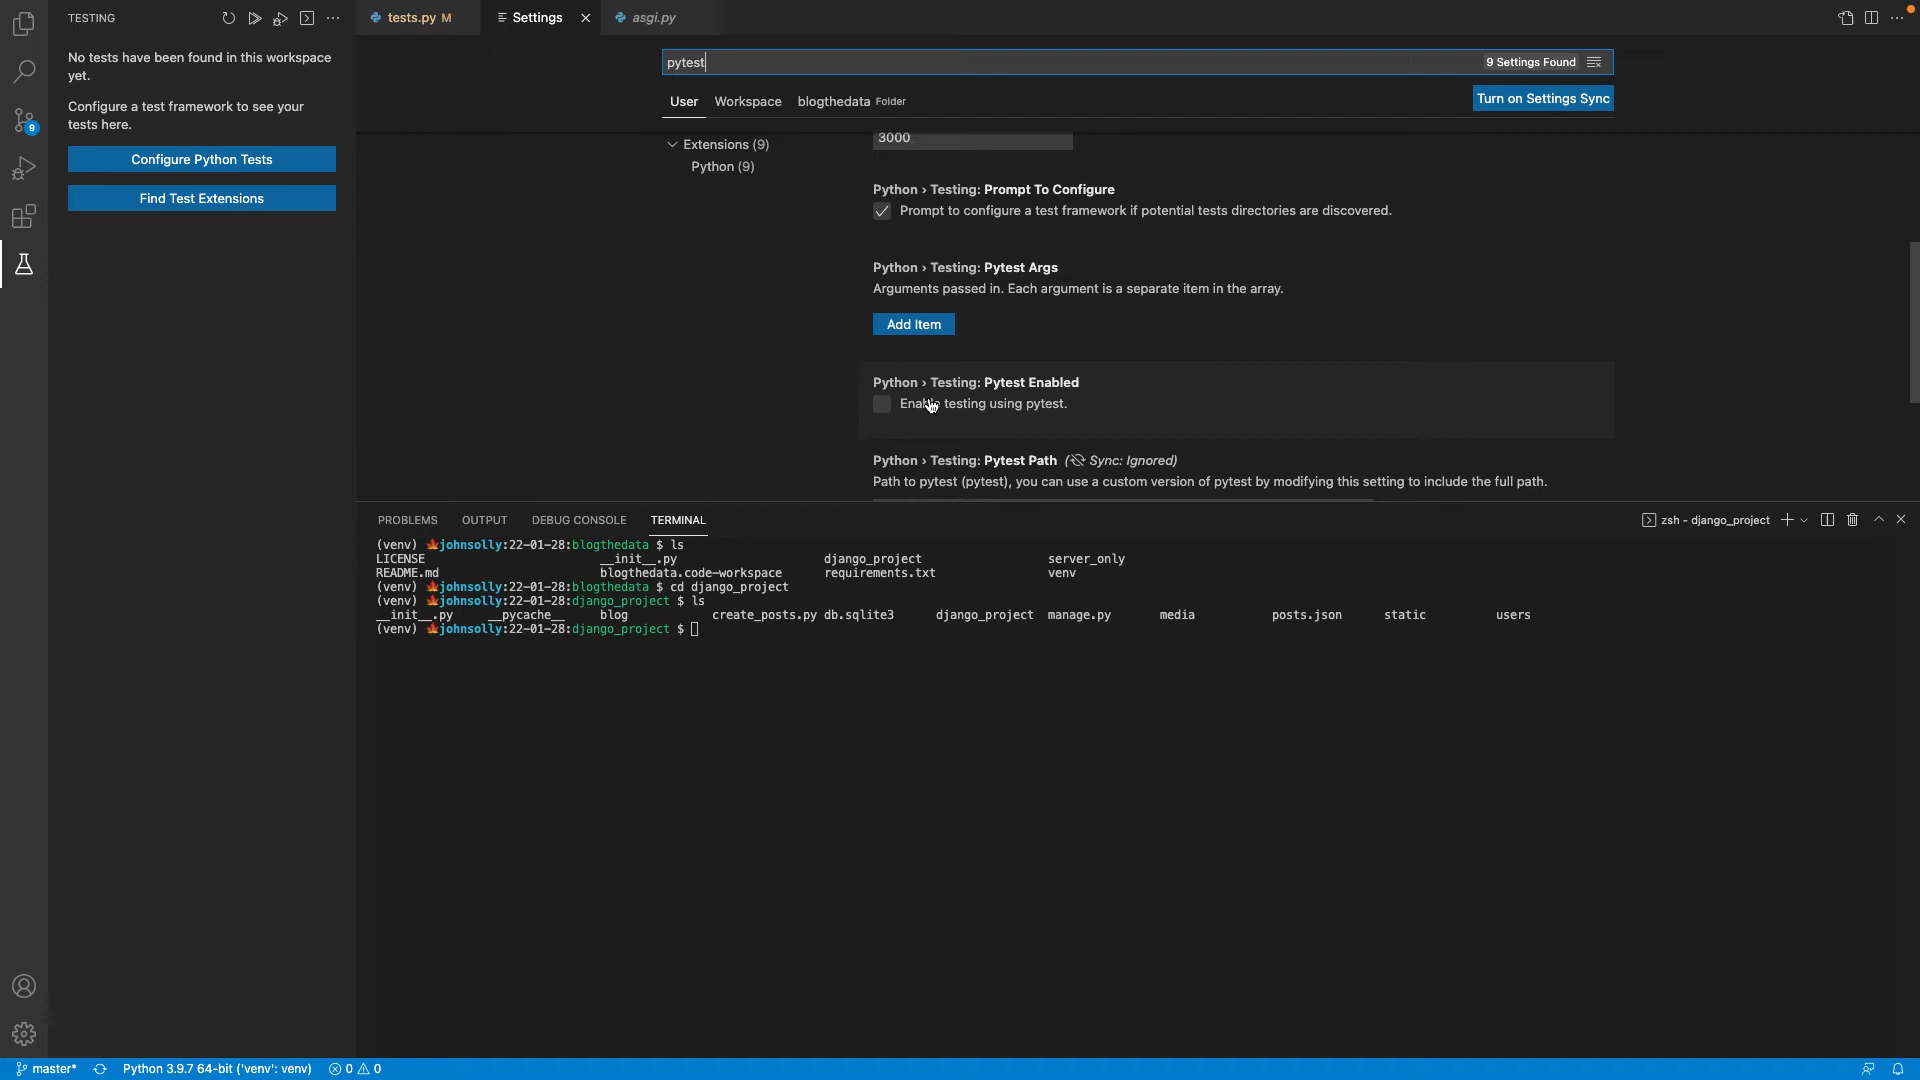 TESTING
tests.py M
Settings
asgi.py
No tests have been found in this workspace
yet.
Configure a test framework to see your
tests here.
Configure Python Tests
Find Test Extensions
pytest
9 Settings Found
User Workspace blogthedata Folder
Turn on Settings Sync
Extensions (9)
Python (9)
3000
Python › Testing: Prompt To Configure
Prompt to configure a test framework if potential tests directories are discovered.
Python › Testing: Pytest Args
Arguments passed in. Each argument is a separate item in the array.
Add Item
Python › Testing: Pytest Enabled
Enable testing using pytest.
Python › Testing: Pytest Path ( Sync: Ignored)
Path to pytest (pytest), you can use a custom version of pytest by modifying this setting to include the full path.
PROBLEMS OUTPUT DEBUG CONSOLE TERMINAL
zsh - django_project
(venv) 🍁johnsolly:22-01-28:blogthedata $ ls
LICENSE __init__.py django_project server_only
README.md blogthedata.code-workspace requirements.txt venv
(venv) 🍁johnsolly:22-01-28:blogthedata $ cd django_project
(venv) 🍁johnsolly:22-01-28:django_project $ ls
__init__.py __pycache__ blog create_posts.py db.sqlite3 django_project manage.py media posts.json static users
(venv) 🍁johnsolly:22-01-28:django_project $
9
master*
Python 3.9.7 64-bit ('venv': venv)
0 0